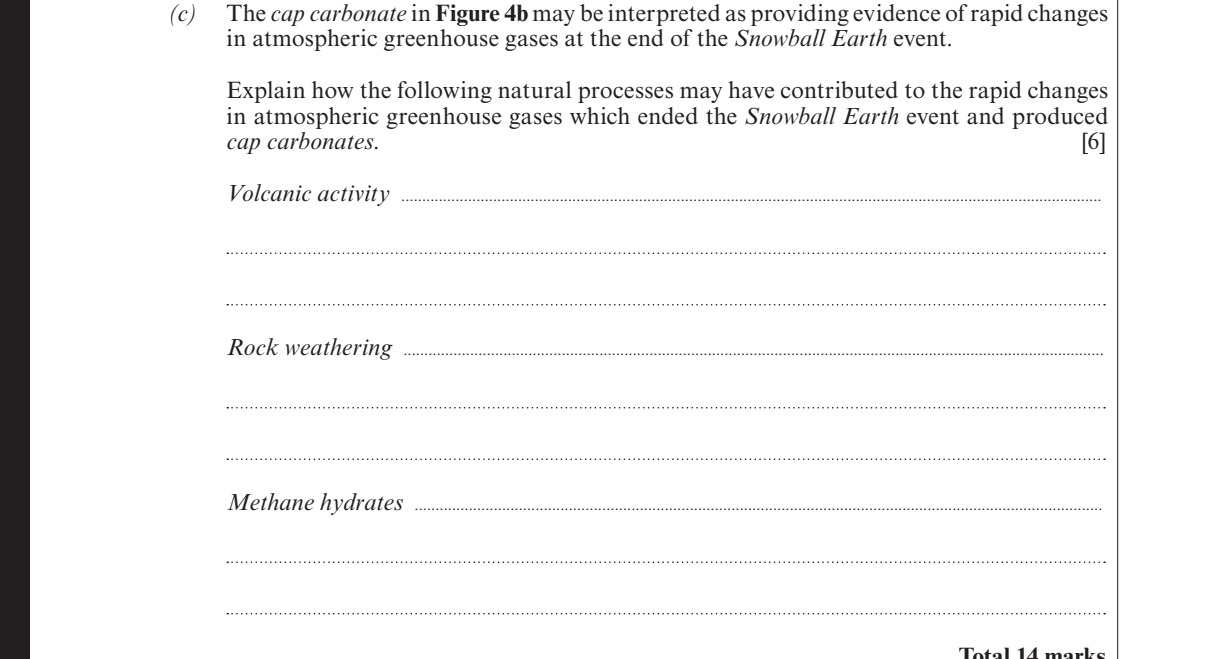 (c) The cap carbonate in Figure 4b may be interpreted as providing evidence of rapid changes
in atmospheric greenhouse gases at the end of the Snowball Earth event.
Explain how the following natural processes may have contributed to the rapid changes
in atmospheric greenhouse gases which ended the Snowball Earth event and produced
cap carbonates. [6]
Volcanic activity
Rock weathering
Methane hydrates
Total 14 marks